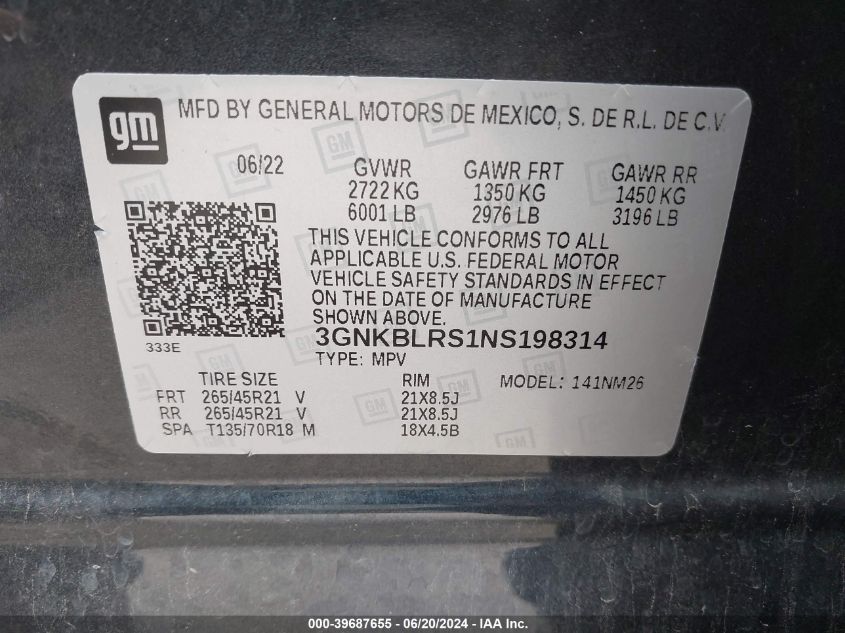 gm
MFD BY GENERAL MOTORS DE MEXICO, S. DE R.L. DE C.V.
06/22 GVWR GAWR FRT GAWR RR
2722 KG 1350 KG 1450 KG
6001 LB 2976 LB 3196 LB
THIS VEHICLE CONFORMS TO ALL
APPLICABLE U.S. FEDERAL MOTOR
VEHICLE SAFETY STANDARDS IN EFFECT
ON THE DATE OF MANUFACTURE
SHOWN ABOVE.
333E
3GNKBLRS1NS198314
TYPE: MPV
TIRE SIZE RIM MODEL: 141NM26
FRT 265/45R21 V 21X8.5J
RR 265/45R21 V 21X8.5J
SPA T135/70R18 M 18X4.5B
000-39687655 - 06/20/2024 - IAA Inc.